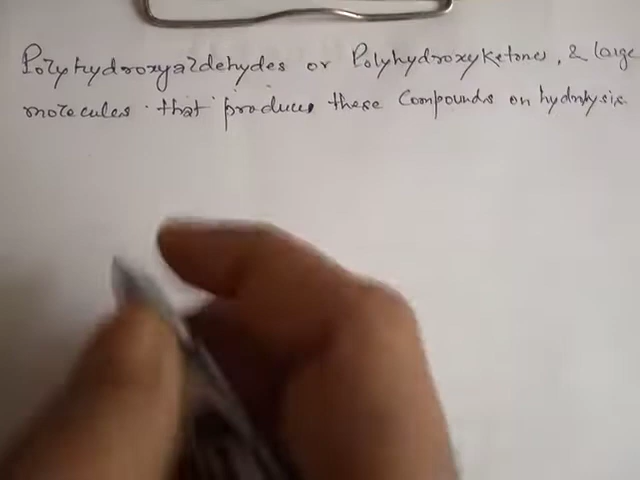 Polyhydroxyaldehydes or Polyhydroxyketones, & large
molecules that produces these Compounds on hydrolysis